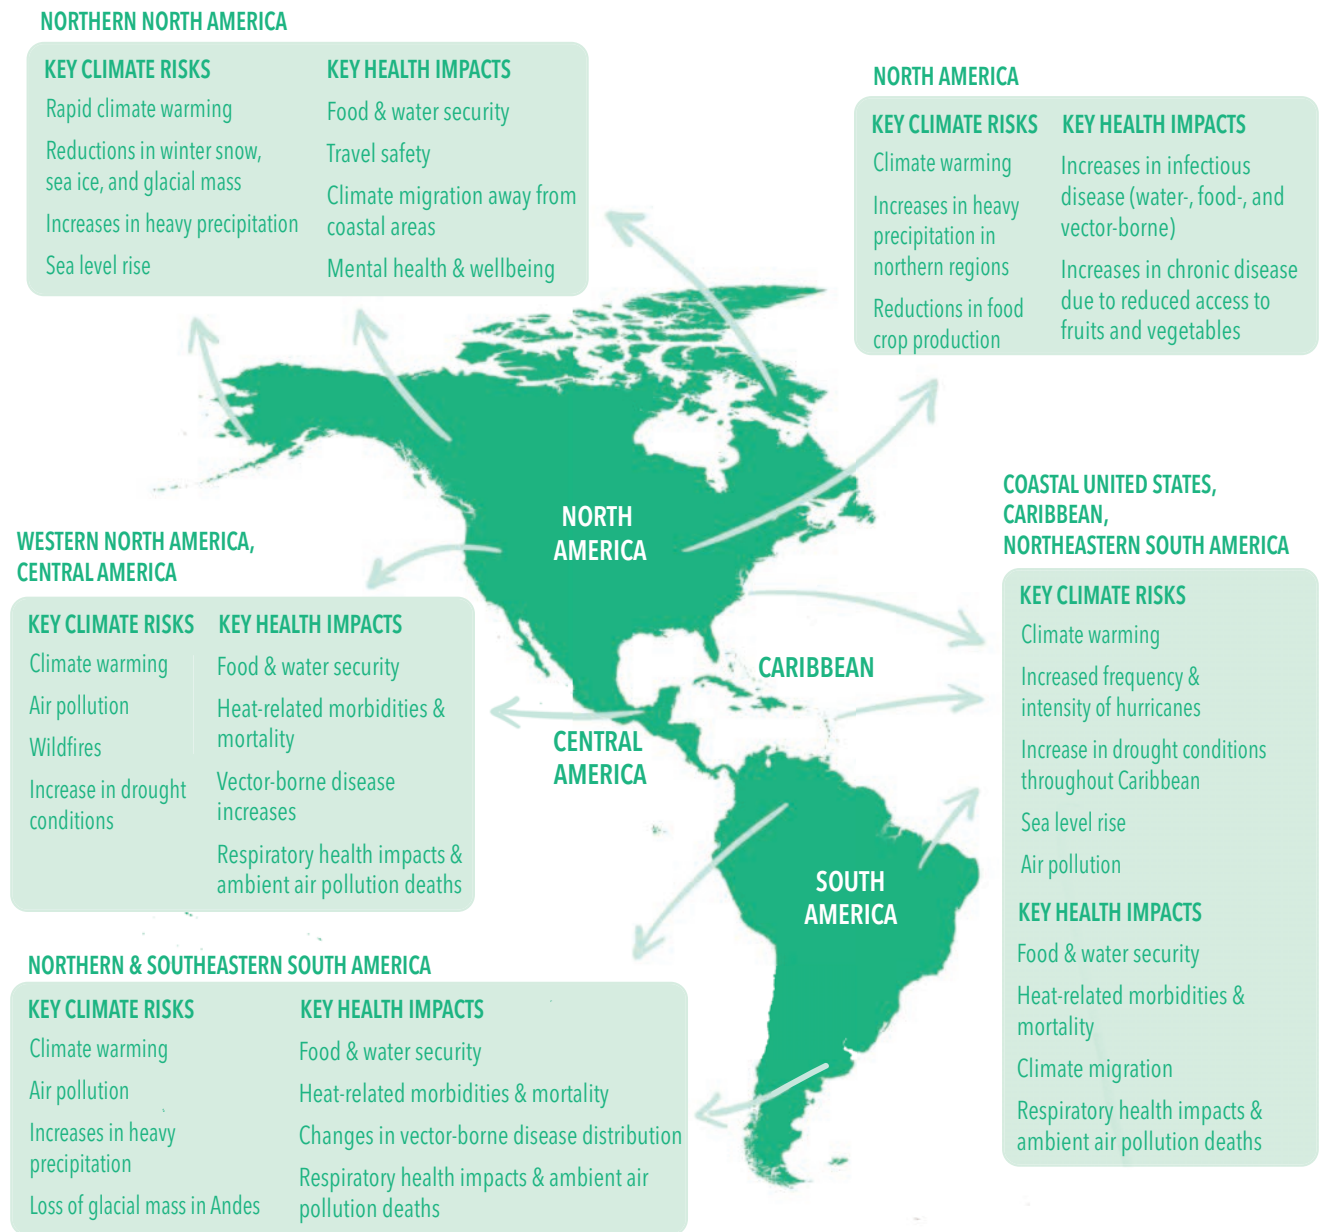 NORTHERN NORTH AMERICA
KEY CLIMATE RISKS
Rapid climate warming
Reductions in winter snow,
sea ice, and glacial mass
Increases in heavy precipitation
Sea level rise
KEY HEALTH IMPACTS
Food & water security
Travel safety
Climate migration away from
coastal areas
Mental health & wellbeing
NORTH AMERICA
KEY CLIMATE RISKS
Climate warming
Increases in heavy
precipitation in
northern regions
Reductions in food
crop production
KEY HEALTH IMPACTS
Increases in infectious
disease (water-, food-, and
vector-borne)
Increases in chronic disease
due to reduced access to
fruits and vegetables
NORTH
AMERICA
CARIBBEAN
CENTRAL
AMERICA
SOUTH
AMERICA
WESTERN NORTH AMERICA,
CENTRAL AMERICA
KEY CLIMATE RISKS
Climate warming
Air pollution
Wildfires
Increase in drought
conditions
KEY HEALTH IMPACTS
Food & water security
Heat-related morbidities &
mortality
Vector-borne disease
increases
Respiratory health impacts &
ambient air pollution deaths
COASTAL UNITED STATES,
CARIBBEAN,
NORTHEASTERN SOUTH AMERICA
KEY CLIMATE RISKS
Climate warming
Increased frequency &
intensity of hurricanes
Increase in drought conditions
throughout Caribbean
Sea level rise
Air pollution
KEY HEALTH IMPACTS
Food & water security
Heat-related morbidities &
mortality
Climate migration
Respiratory health impacts &
ambient air pollution deaths
NORTHERN & SOUTHEASTERN SOUTH AMERICA
KEY CLIMATE RISKS
Climate warming
Air pollution
Increases in heavy
precipitation
Loss of glacial mass in Andes
KEY HEALTH IMPACTS
Food & water security
Heat-related morbidities & mortality
Changes in vector-borne disease distribution
Respiratory health impacts & ambient air
pollution deaths